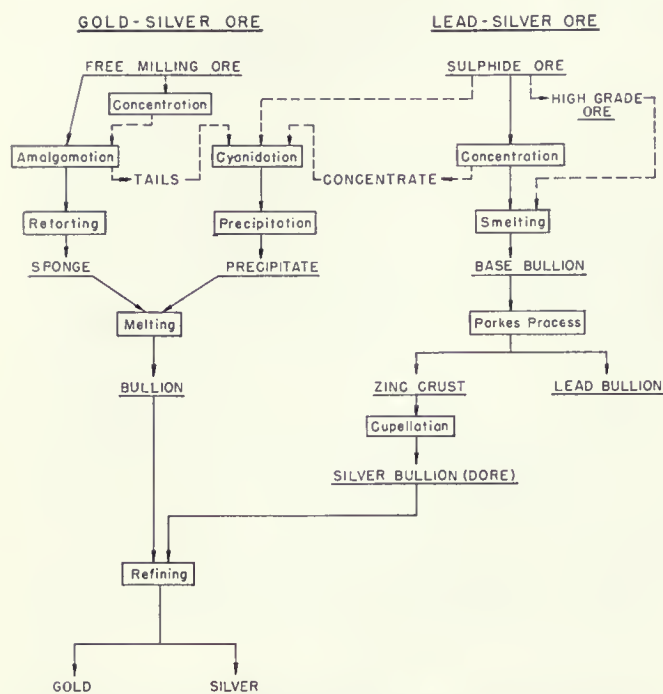 GOLD-SILVER ORE
LEAD-SILVER ORE
FREE MILLING ORE
SULPHIDE ORE
Concentration
HIGH GRADE
ORE
Amalgamation
TAILS
Cyanidation
CONCENTRATE
Concentration
Retorting
Precipitation
Smelting
SPONGE
PRECIPITATE
BASE BULLION
Melting
Parkes Process
BULLION
ZINC CRUST
LEAD BULLION
Cupellation
SILVER BULLION (DORE)
Refining
GOLD
SILVER